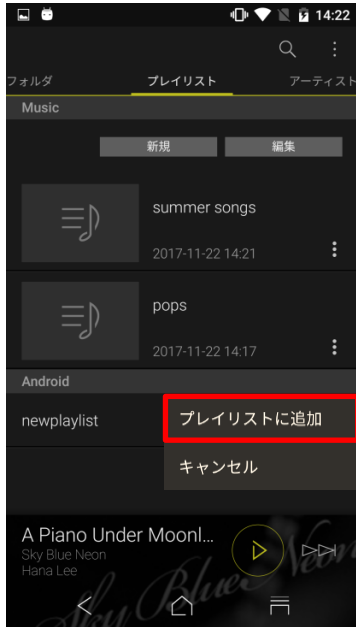 14:22
フォルダ プレイリスト アーティスト
Music
新規 編集
summer songs
2017-11-22 14:21
pops
2017-11-22 14:17
Android
newplaylist
プレイリストに追加
キャンセル
A Piano Under Moonl...
Sky Blue Neon
Hana Lee
Sky Blue Neon